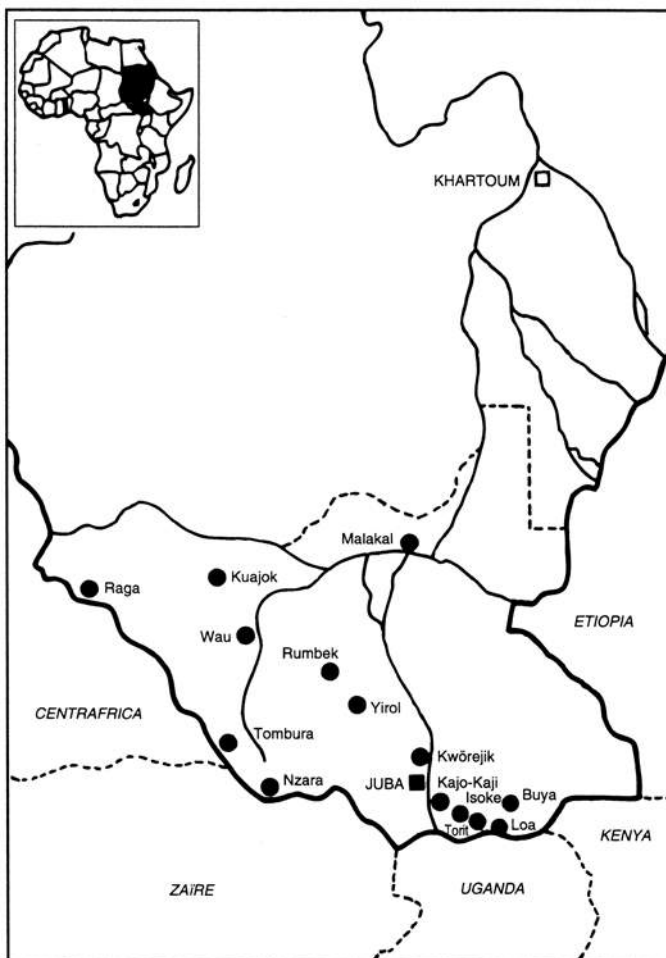 KHARTOUM
Malakal
Raga
Kuajok
ETIOPIA
Wau
Rumbek
Yirol
CENTRAFRICA
Tombura
Kwōrejik
Nzara
JUBA
Kajo-Kaji
Isoke
Buya
Torit
Loa
KENYA
ZAÏRE
UGANDA